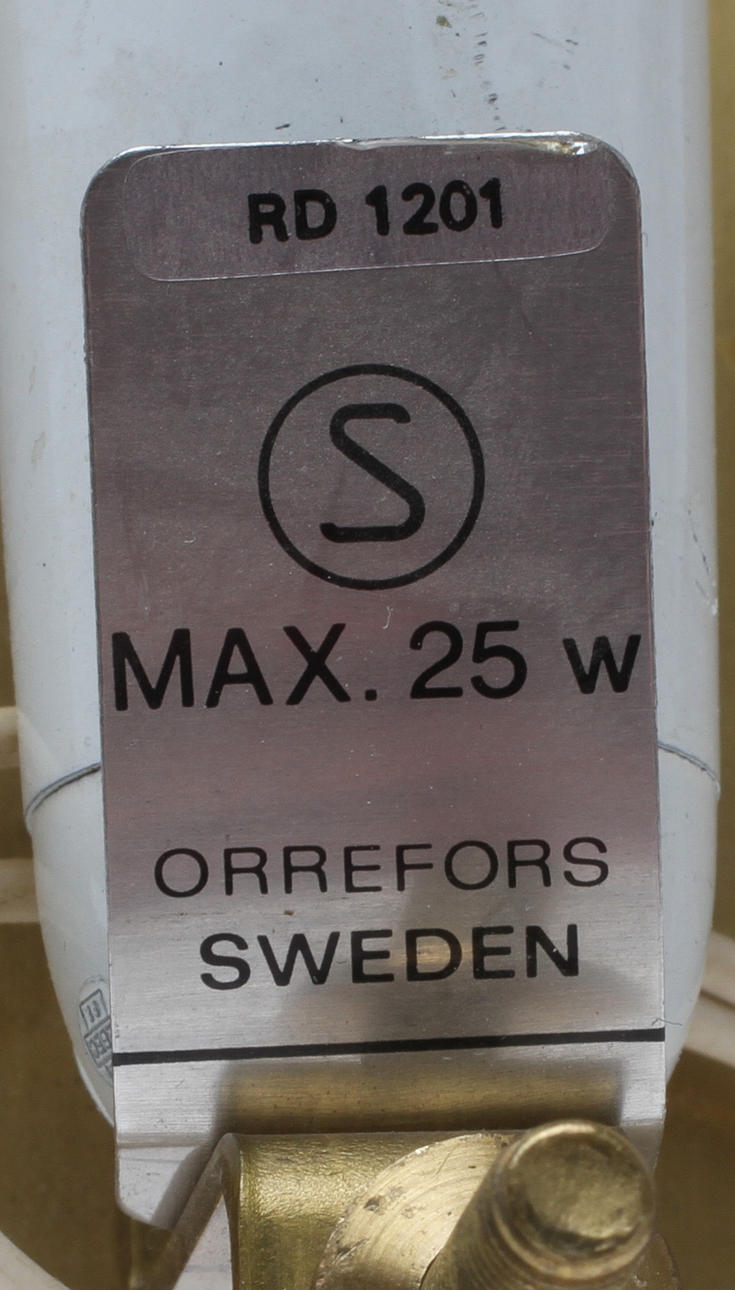 RD 1201
S
MAX. 25 W
ORREFORS
SWEDEN